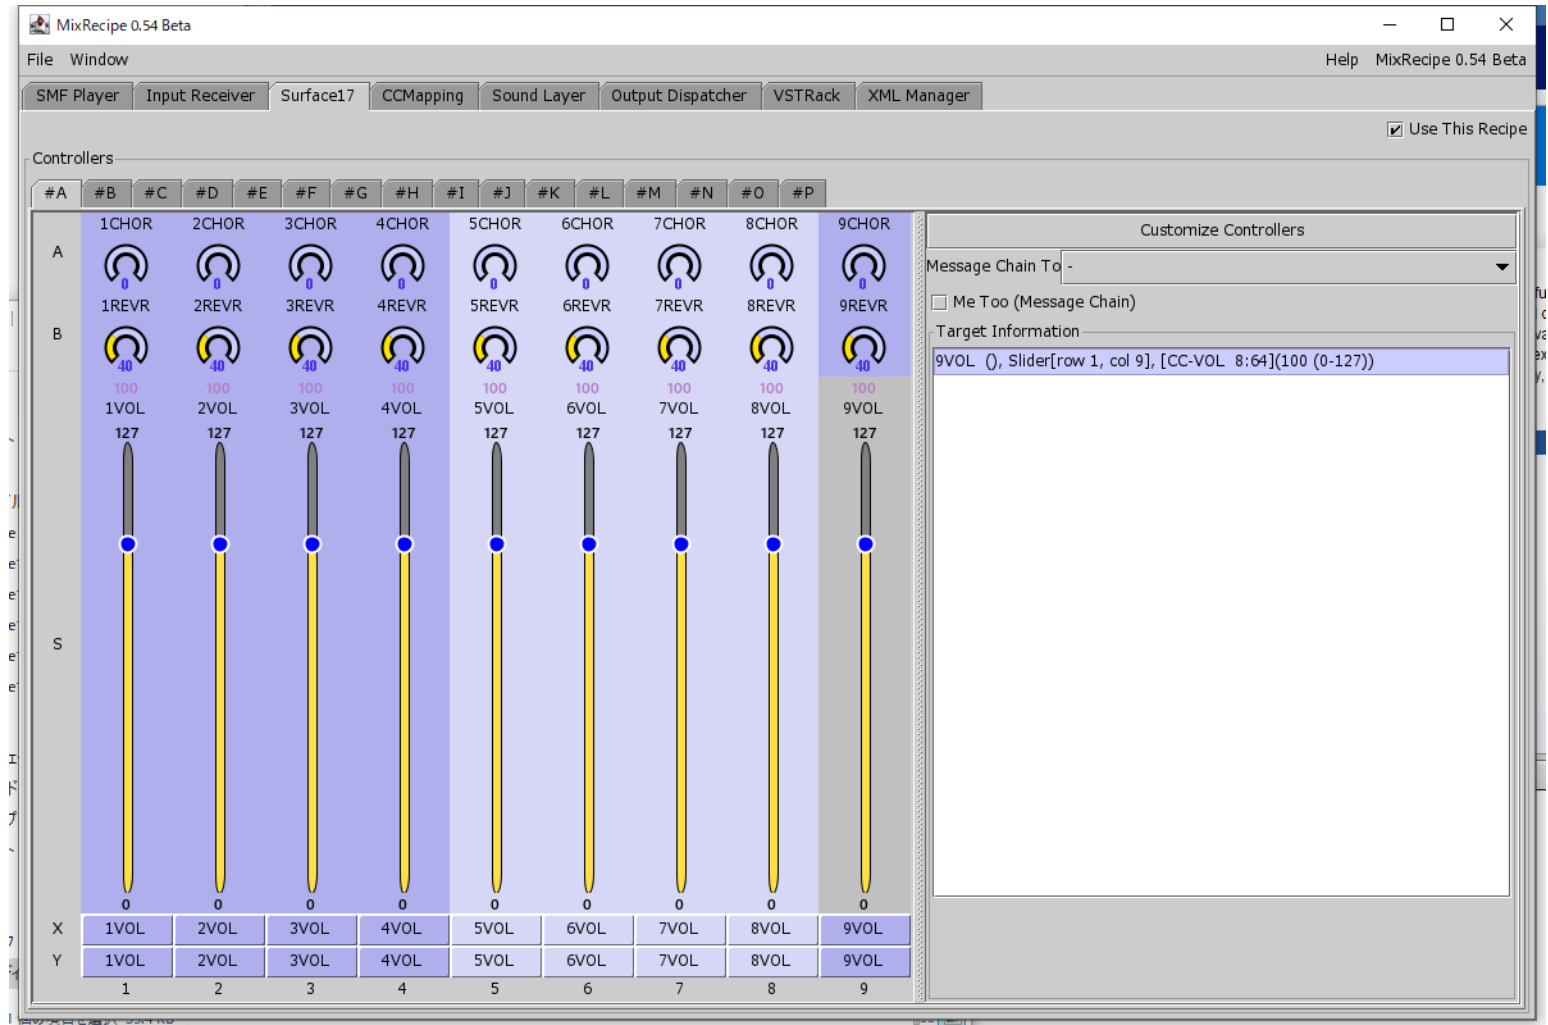 MixRecipe 0.54 Beta
File Window Help MixRecipe 0.54 Beta
SMF Player Input Receiver Surface17 CCMapping Sound Layer Output Dispatcher VSTRack XML Manager
Use This Recipe
Controllers
#A #B #C #D #E #F #G #H #I #J #K #L #M #N #O #P
1CHOR 2CHOR 3CHOR 4CHOR 5CHOR 6CHOR 7CHOR 8CHOR 9CHOR
A
0 0 0 0 0 0 0 0 0
1REVR 2REVR 3REVR 4REVR 5REVR 6REVR 7REVR 8REVR 9REVR
B
40 40 40 40 40 40 40 40 40
100 100 100 100 100 100 100 100 100
1VOL 2VOL 3VOL 4VOL 5VOL 6VOL 7VOL 8VOL 9VOL
127 127 127 127 127 127 127 127 127
S
0 0 0 0 0 0 0 0 0
X 1VOL 2VOL 3VOL 4VOL 5VOL 6VOL 7VOL 8VOL 9VOL
Y 1VOL 2VOL 3VOL 4VOL 5VOL 6VOL 7VOL 8VOL 9VOL
1 2 3 4 5 6 7 8 9
Customize Controllers
Message Chain To -
Me Too (Message Chain)
Target Information
9VOL (), Slider[row 1, col 9], [CC-VOL 8:64](100 (0-127))